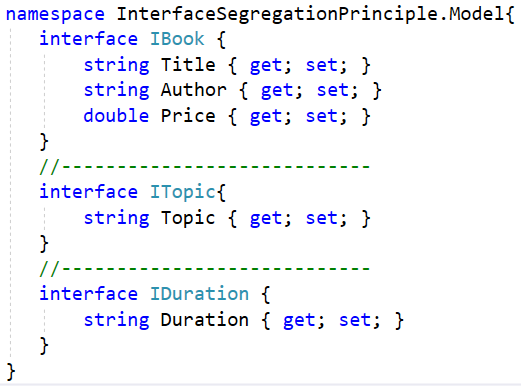 namespace InterfaceSegregationPrinciple.Model{
interface IBook {
string Title { get; set; }
string Author { get; set; }
double Price { get; set; }
}
//----------------------------
interface ITopic{
string Topic { get; set; }
}
//----------------------------
interface IDuration {
string Duration { get; set; }
}
}